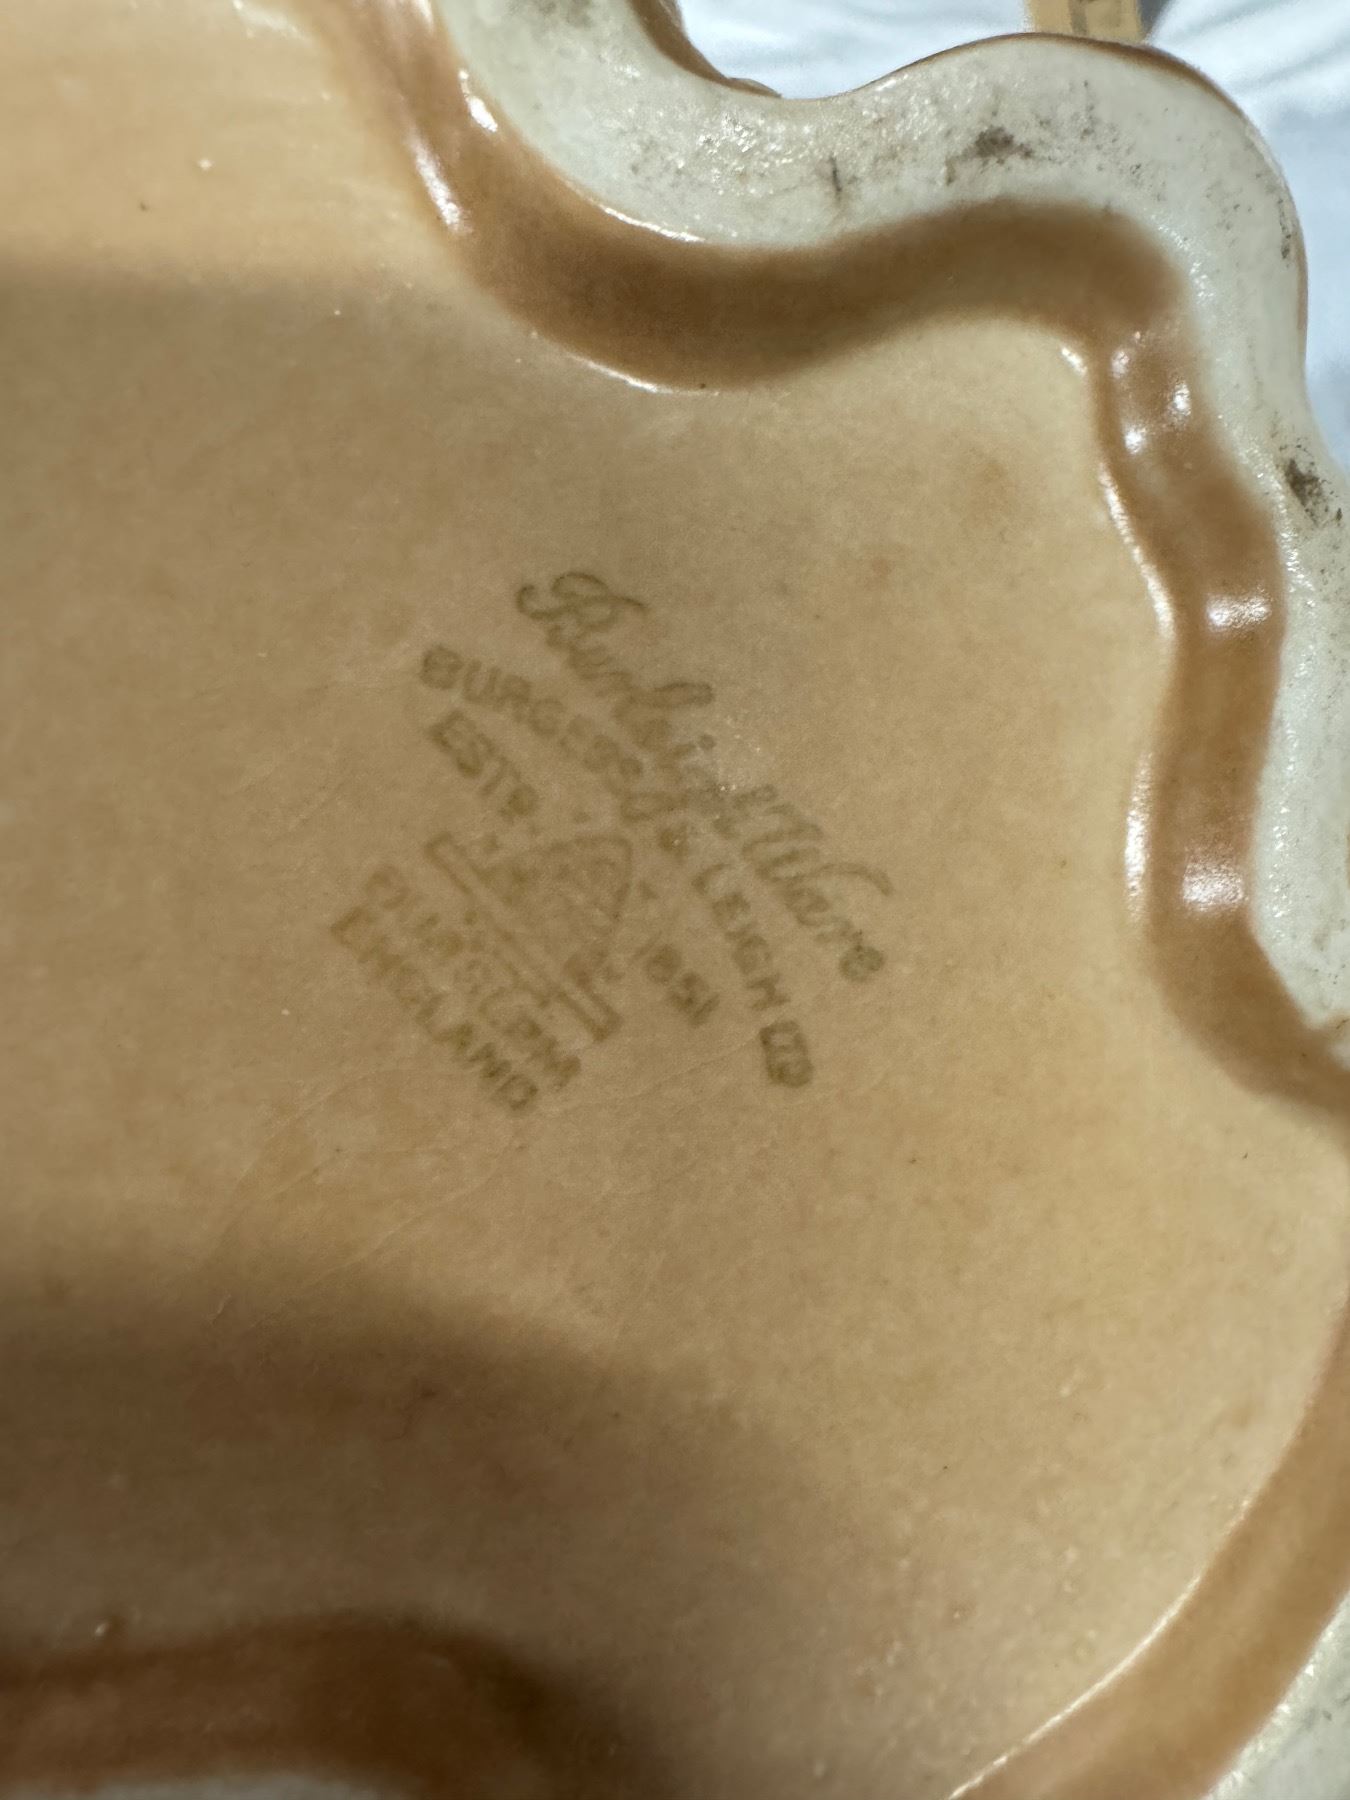 Burleigh Ware
BURGESS & LEIGH LTD
ESTD. 1851
BURSLEM
ENGLAND